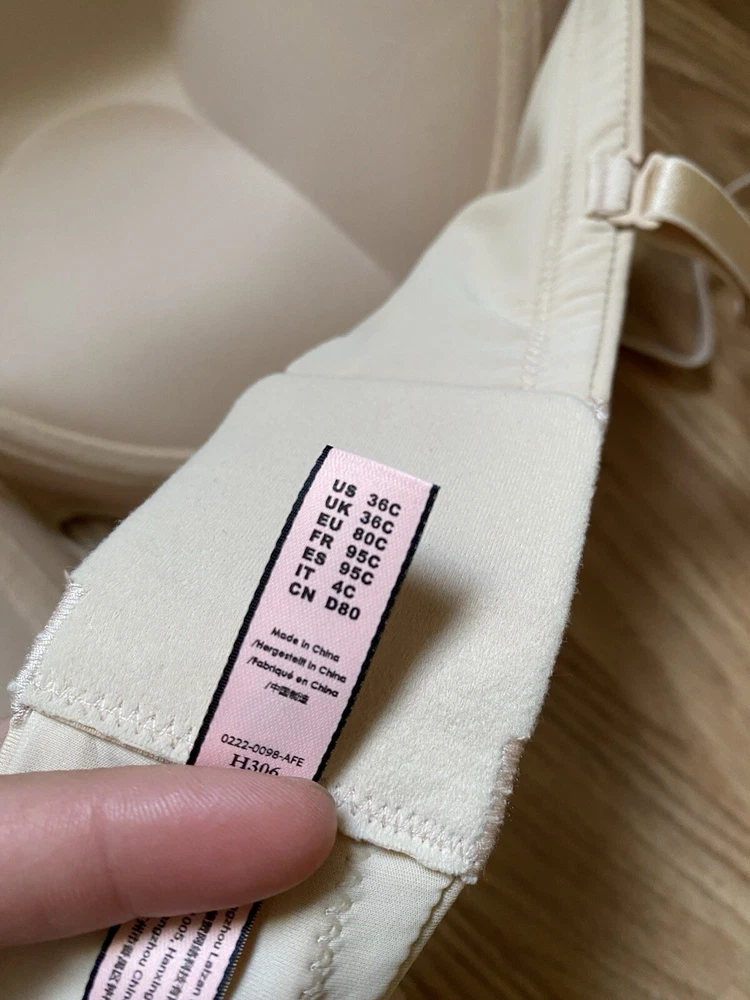 US 36C
UK 36C
EU 80C
FR 95C
ES 95C
IT 4C
CN D80
Made in China
/Hergestellt in China
/Fabriqué en China
/中国制造
0222-0098-AFE
H306